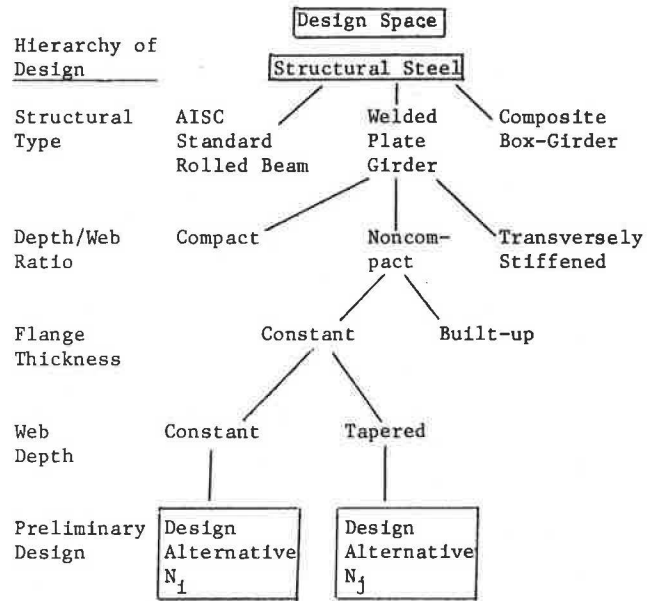 Design Space
Hierarchy of
Design
Structural Steel
Structural
Type
AISC
Standard
Rolled Beam
Welded
Plate
Girder
Composite
Box-Girder
Depth/Web
Ratio
Compact
Noncom-
pact
Transversely
Stiffened
Flange
Thickness
Constant
Built-up
Web
Depth
Constant
Tapered
Preliminary
Design
Design
Alternative
N_i
Design
Alternative
N_j